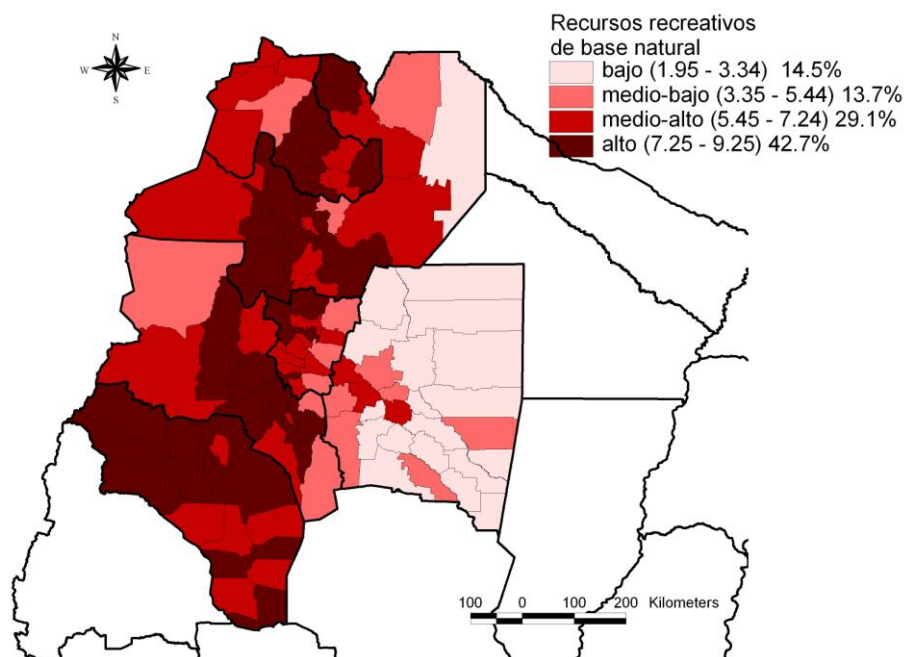 N
W E
S
Recursos recreativos
de base natural
bajo (1.95 - 3.34) 14.5%
medio-bajo (3.35 - 5.44) 13.7%
medio-alto (5.45 - 7.24) 29.1%
alto (7.25 - 9.25) 42.7%
100 0 100 200 Kilometers